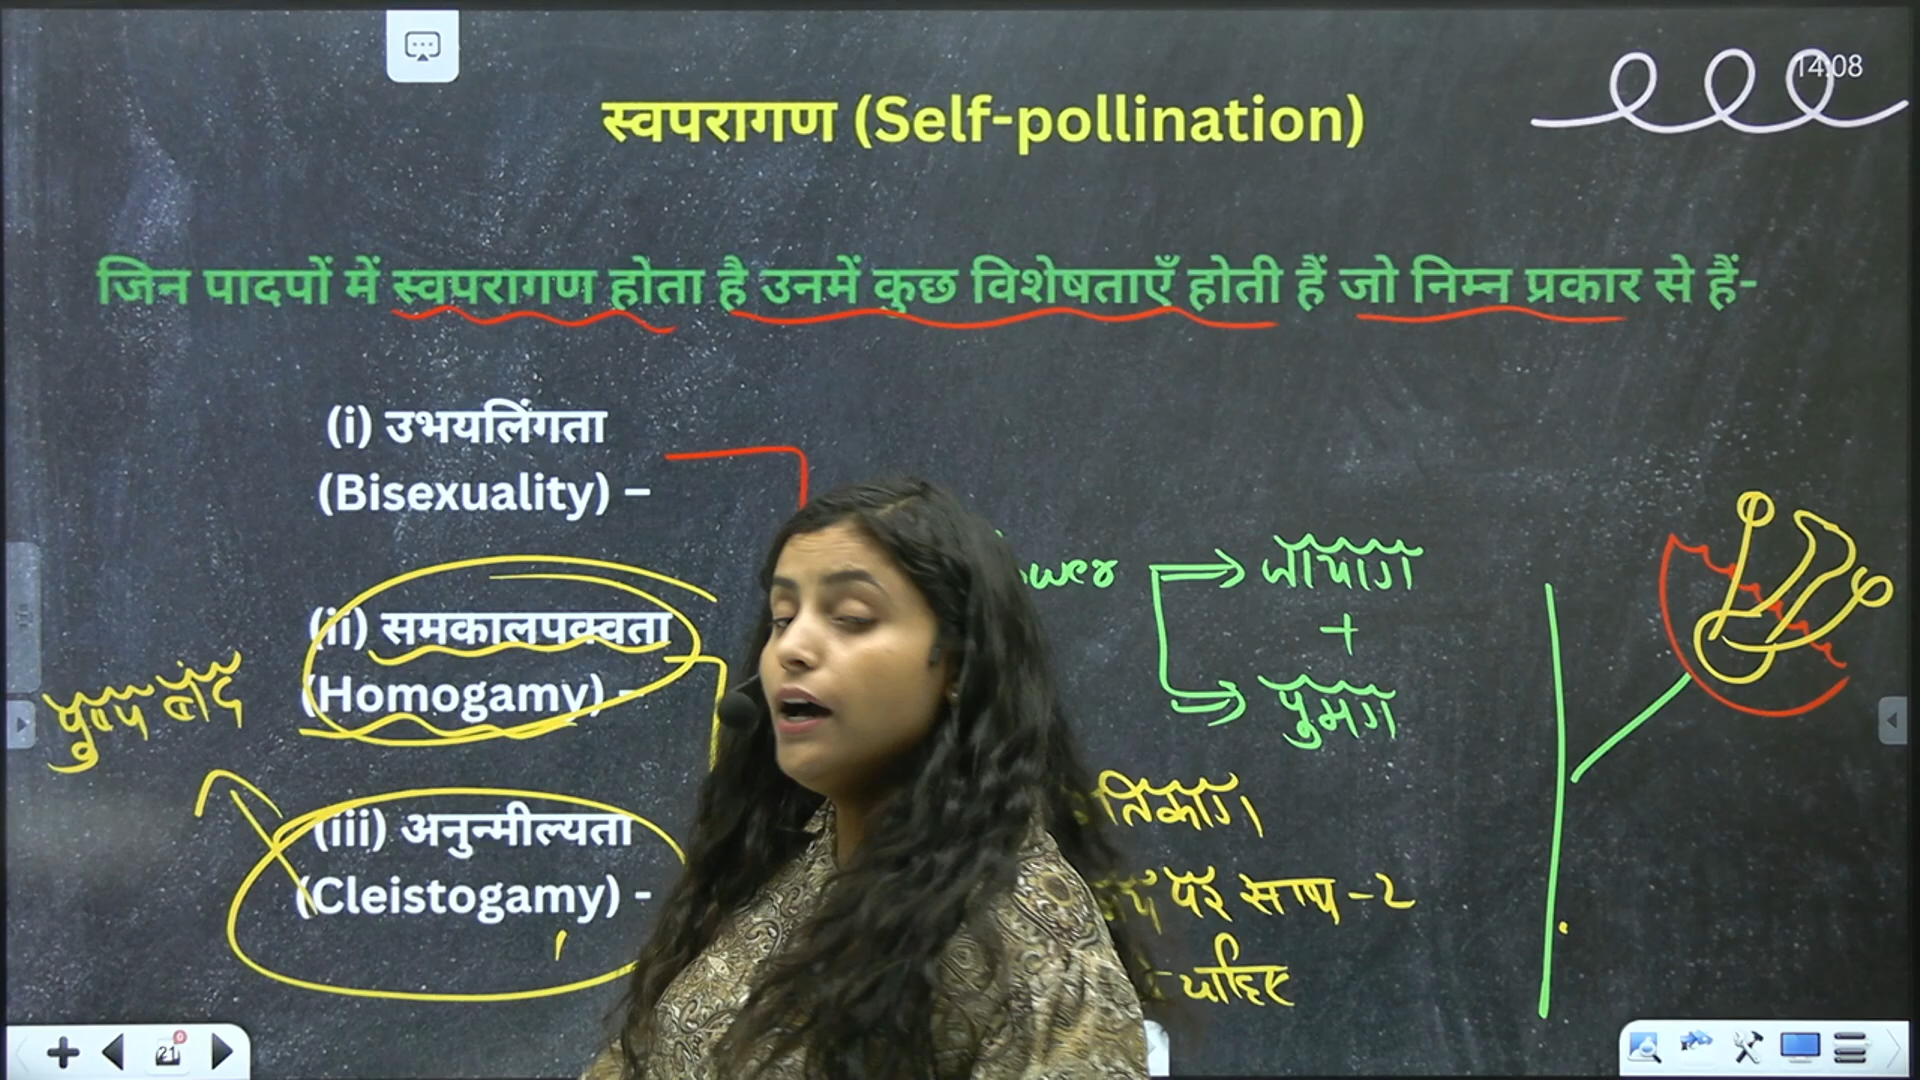 14:08
स्वपरागण (Self-pollination)
जिन पादपों में स्वपरागण होता है उनमें कुछ विशेषताएँ होती हैं जो निम्न प्रकार से हैं-
(i) उभयलिंगता
(Bisexuality) –
(ii) समकालपक्वता
(Homogamy) -
(iii) अनुन्मील्यता
(Cleistogamy) -
पुष्प बंद
जायांग
+
पुमंग
पर साथ-2
चाहिए
21